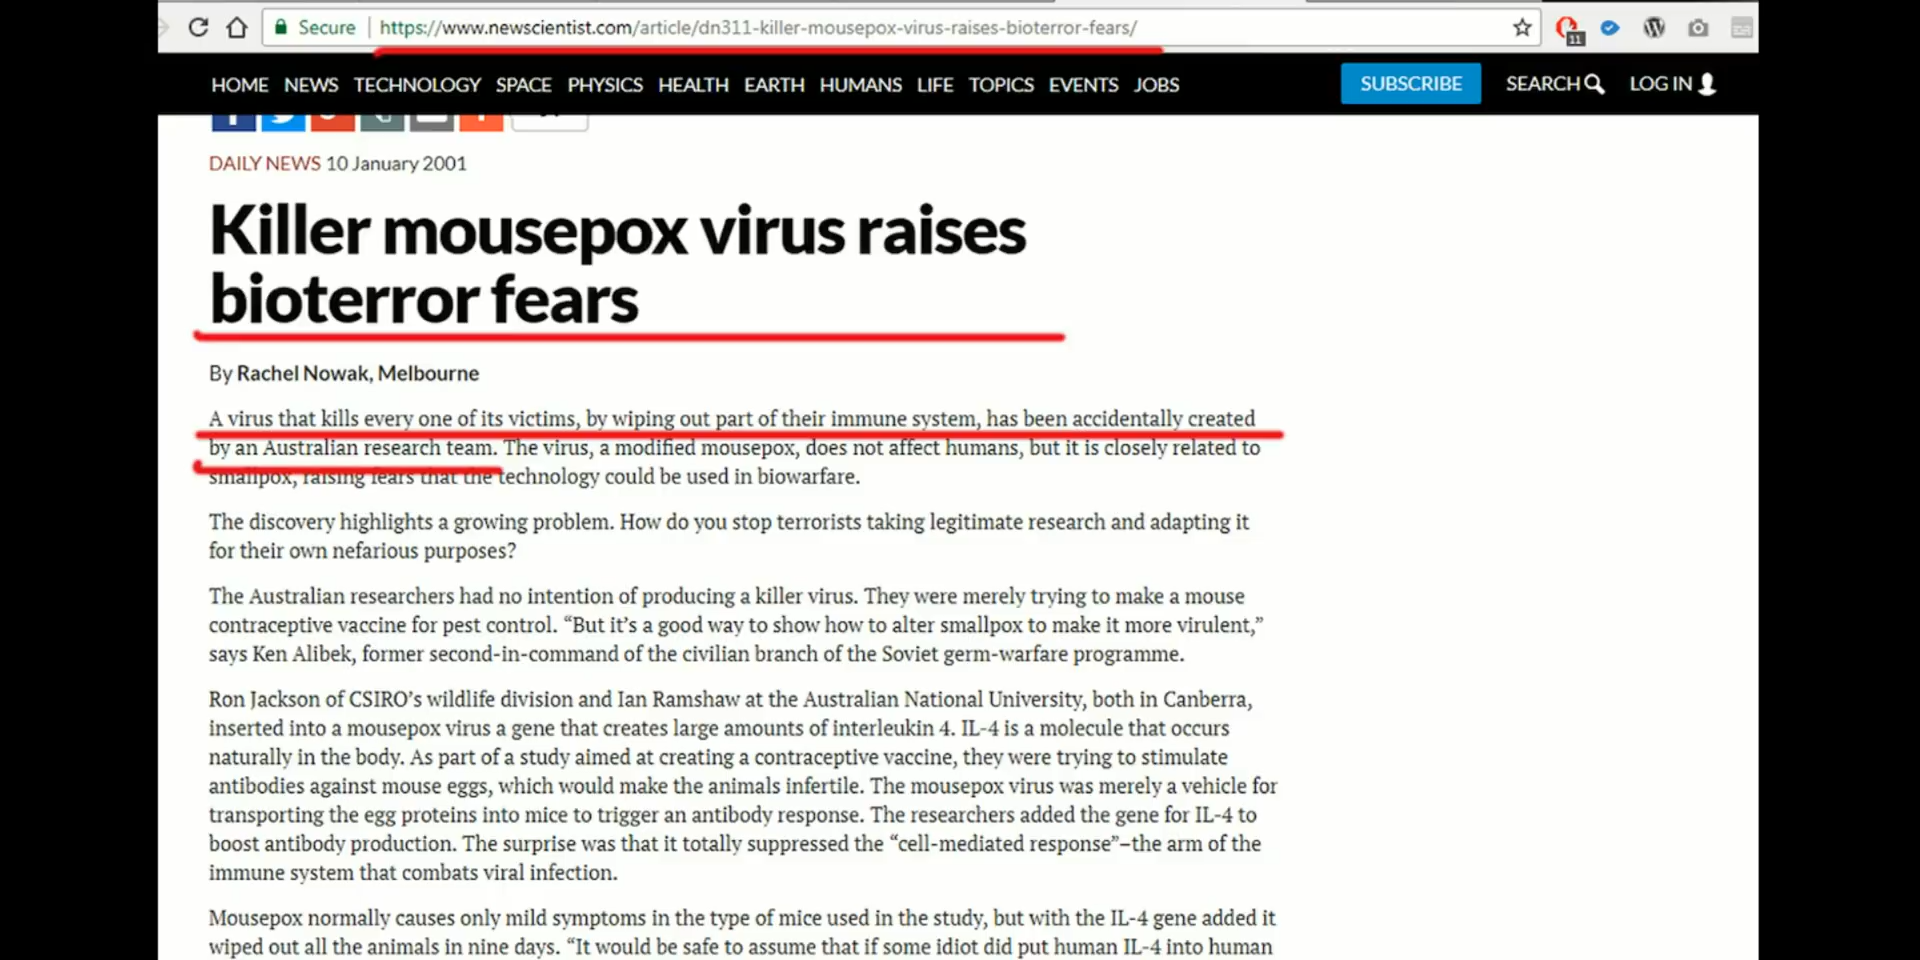 Secure https://www.newscientist.com/article/dn311-killer-mousepox-virus-raises-bioterror-fears/
11
HOME NEWS TECHNOLOGY SPACE PHYSICS HEALTH EARTH HUMANS LIFE TOPICS EVENTS JOBS SUBSCRIBE SEARCH LOG IN
DAILY NEWS 10 January 2001
Killer mousepox virus raises
bioterror fears
By Rachel Nowak, Melbourne
A virus that kills every one of its victims, by wiping out part of their immune system, has been accidentally created
by an Australian research team. The virus, a modified mousepox, does not affect humans, but it is closely related to
smallpox, raising fears that the technology could be used in biowarfare.
The discovery highlights a growing problem. How do you stop terrorists taking legitimate research and adapting it
for their own nefarious purposes?
The Australian researchers had no intention of producing a killer virus. They were merely trying to make a mouse
contraceptive vaccine for pest control. “But it’s a good way to show how to alter smallpox to make it more virulent,”
says Ken Alibek, former second-in-command of the civilian branch of the Soviet germ-warfare programme.
Ron Jackson of CSIRO’s wildlife division and Ian Ramshaw at the Australian National University, both in Canberra,
inserted into a mousepox virus a gene that creates large amounts of interleukin 4. IL-4 is a molecule that occurs
naturally in the body. As part of a study aimed at creating a contraceptive vaccine, they were trying to stimulate
antibodies against mouse eggs, which would make the animals infertile. The mousepox virus was merely a vehicle for
transporting the egg proteins into mice to trigger an antibody response. The researchers added the gene for IL-4 to
boost antibody production. The surprise was that it totally suppressed the “cell-mediated response”–the arm of the
immune system that combats viral infection.
Mousepox normally causes only mild symptoms in the type of mice used in the study, but with the IL-4 gene added it
wiped out all the animals in nine days. “It would be safe to assume that if some idiot did put human IL-4 into human